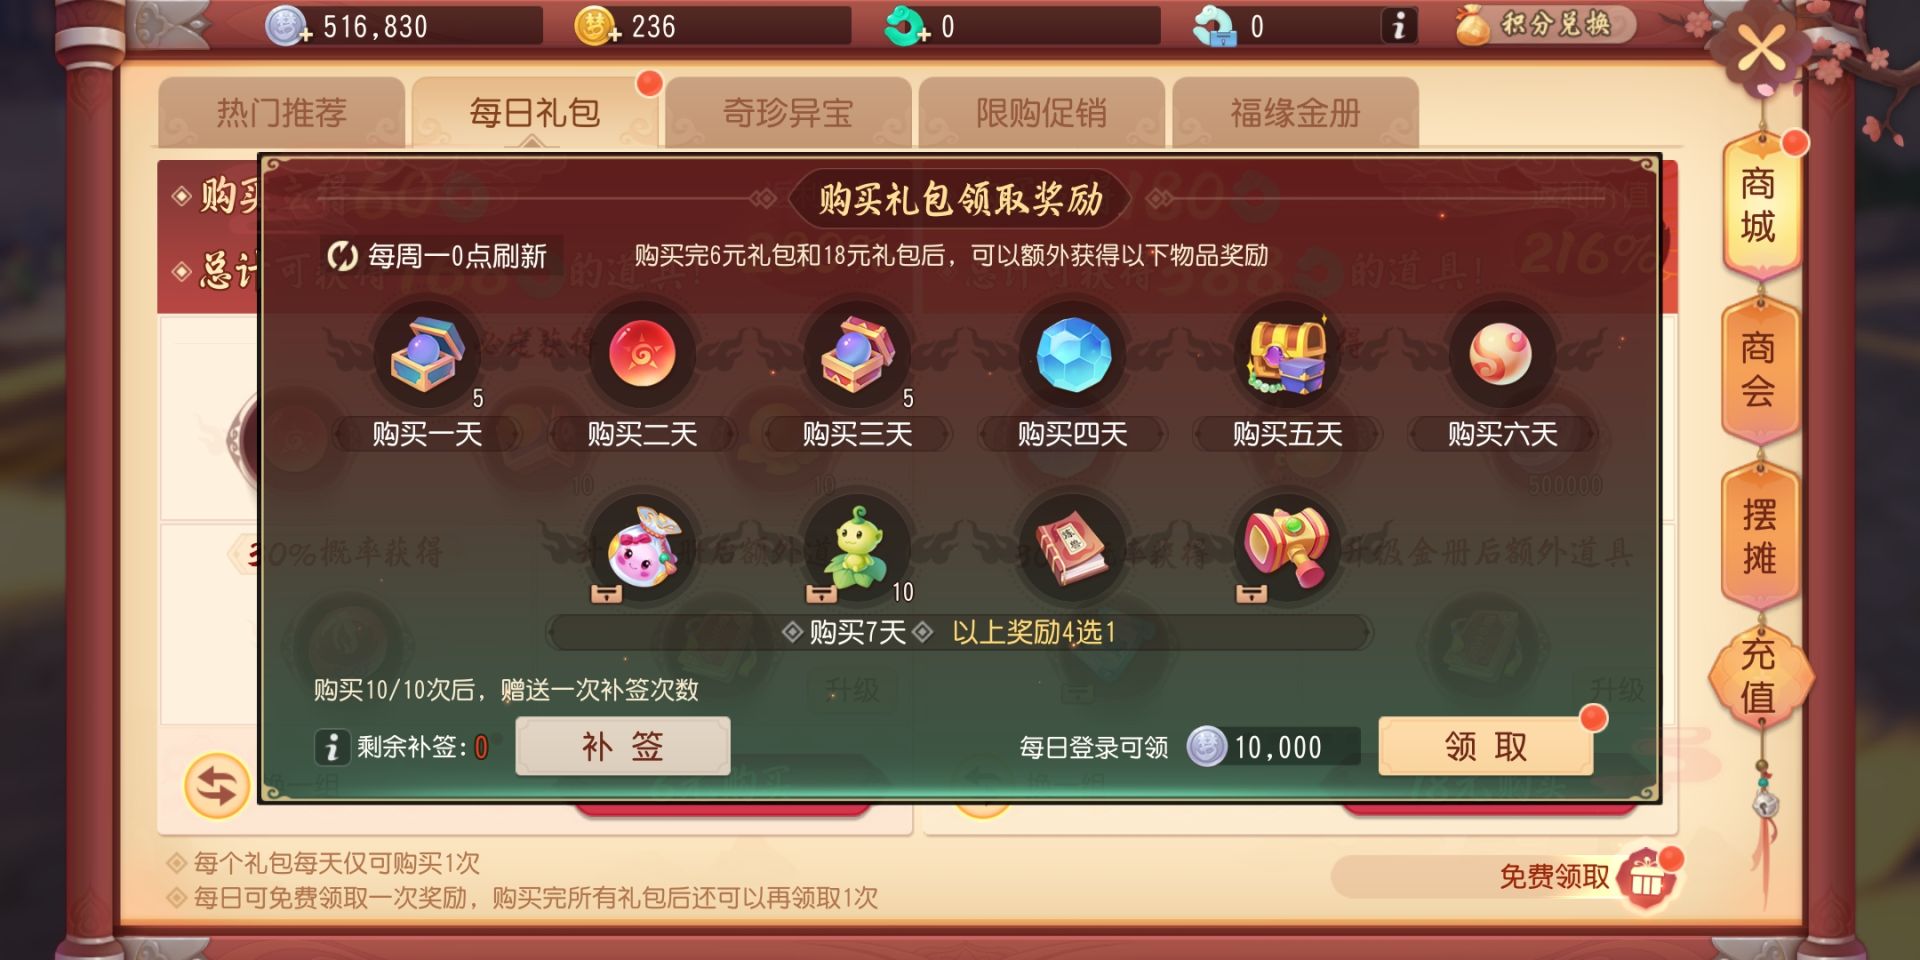 516,830
236
0
0
积分兑换
热门推荐
每日礼包
奇珍异宝
限购促销
福缘金册
购买礼包领取奖励
每周一0点刷新
购买完6元礼包和18元礼包后，可以额外获得以下物品奖励
5
5
购买一天
购买二天
购买三天
购买四天
购买五天
购买六天
10
购买7天
以上奖励4选1
购买10/10次后，赠送一次补签次数
剩余补签:0
补签
每日登录可领
10,000
领取
每个礼包每天仅可购买1次
每日可免费领取一次奖励，购买完所有礼包后还可以再领取1次
免费领取
商城
商会
摆摊
充值